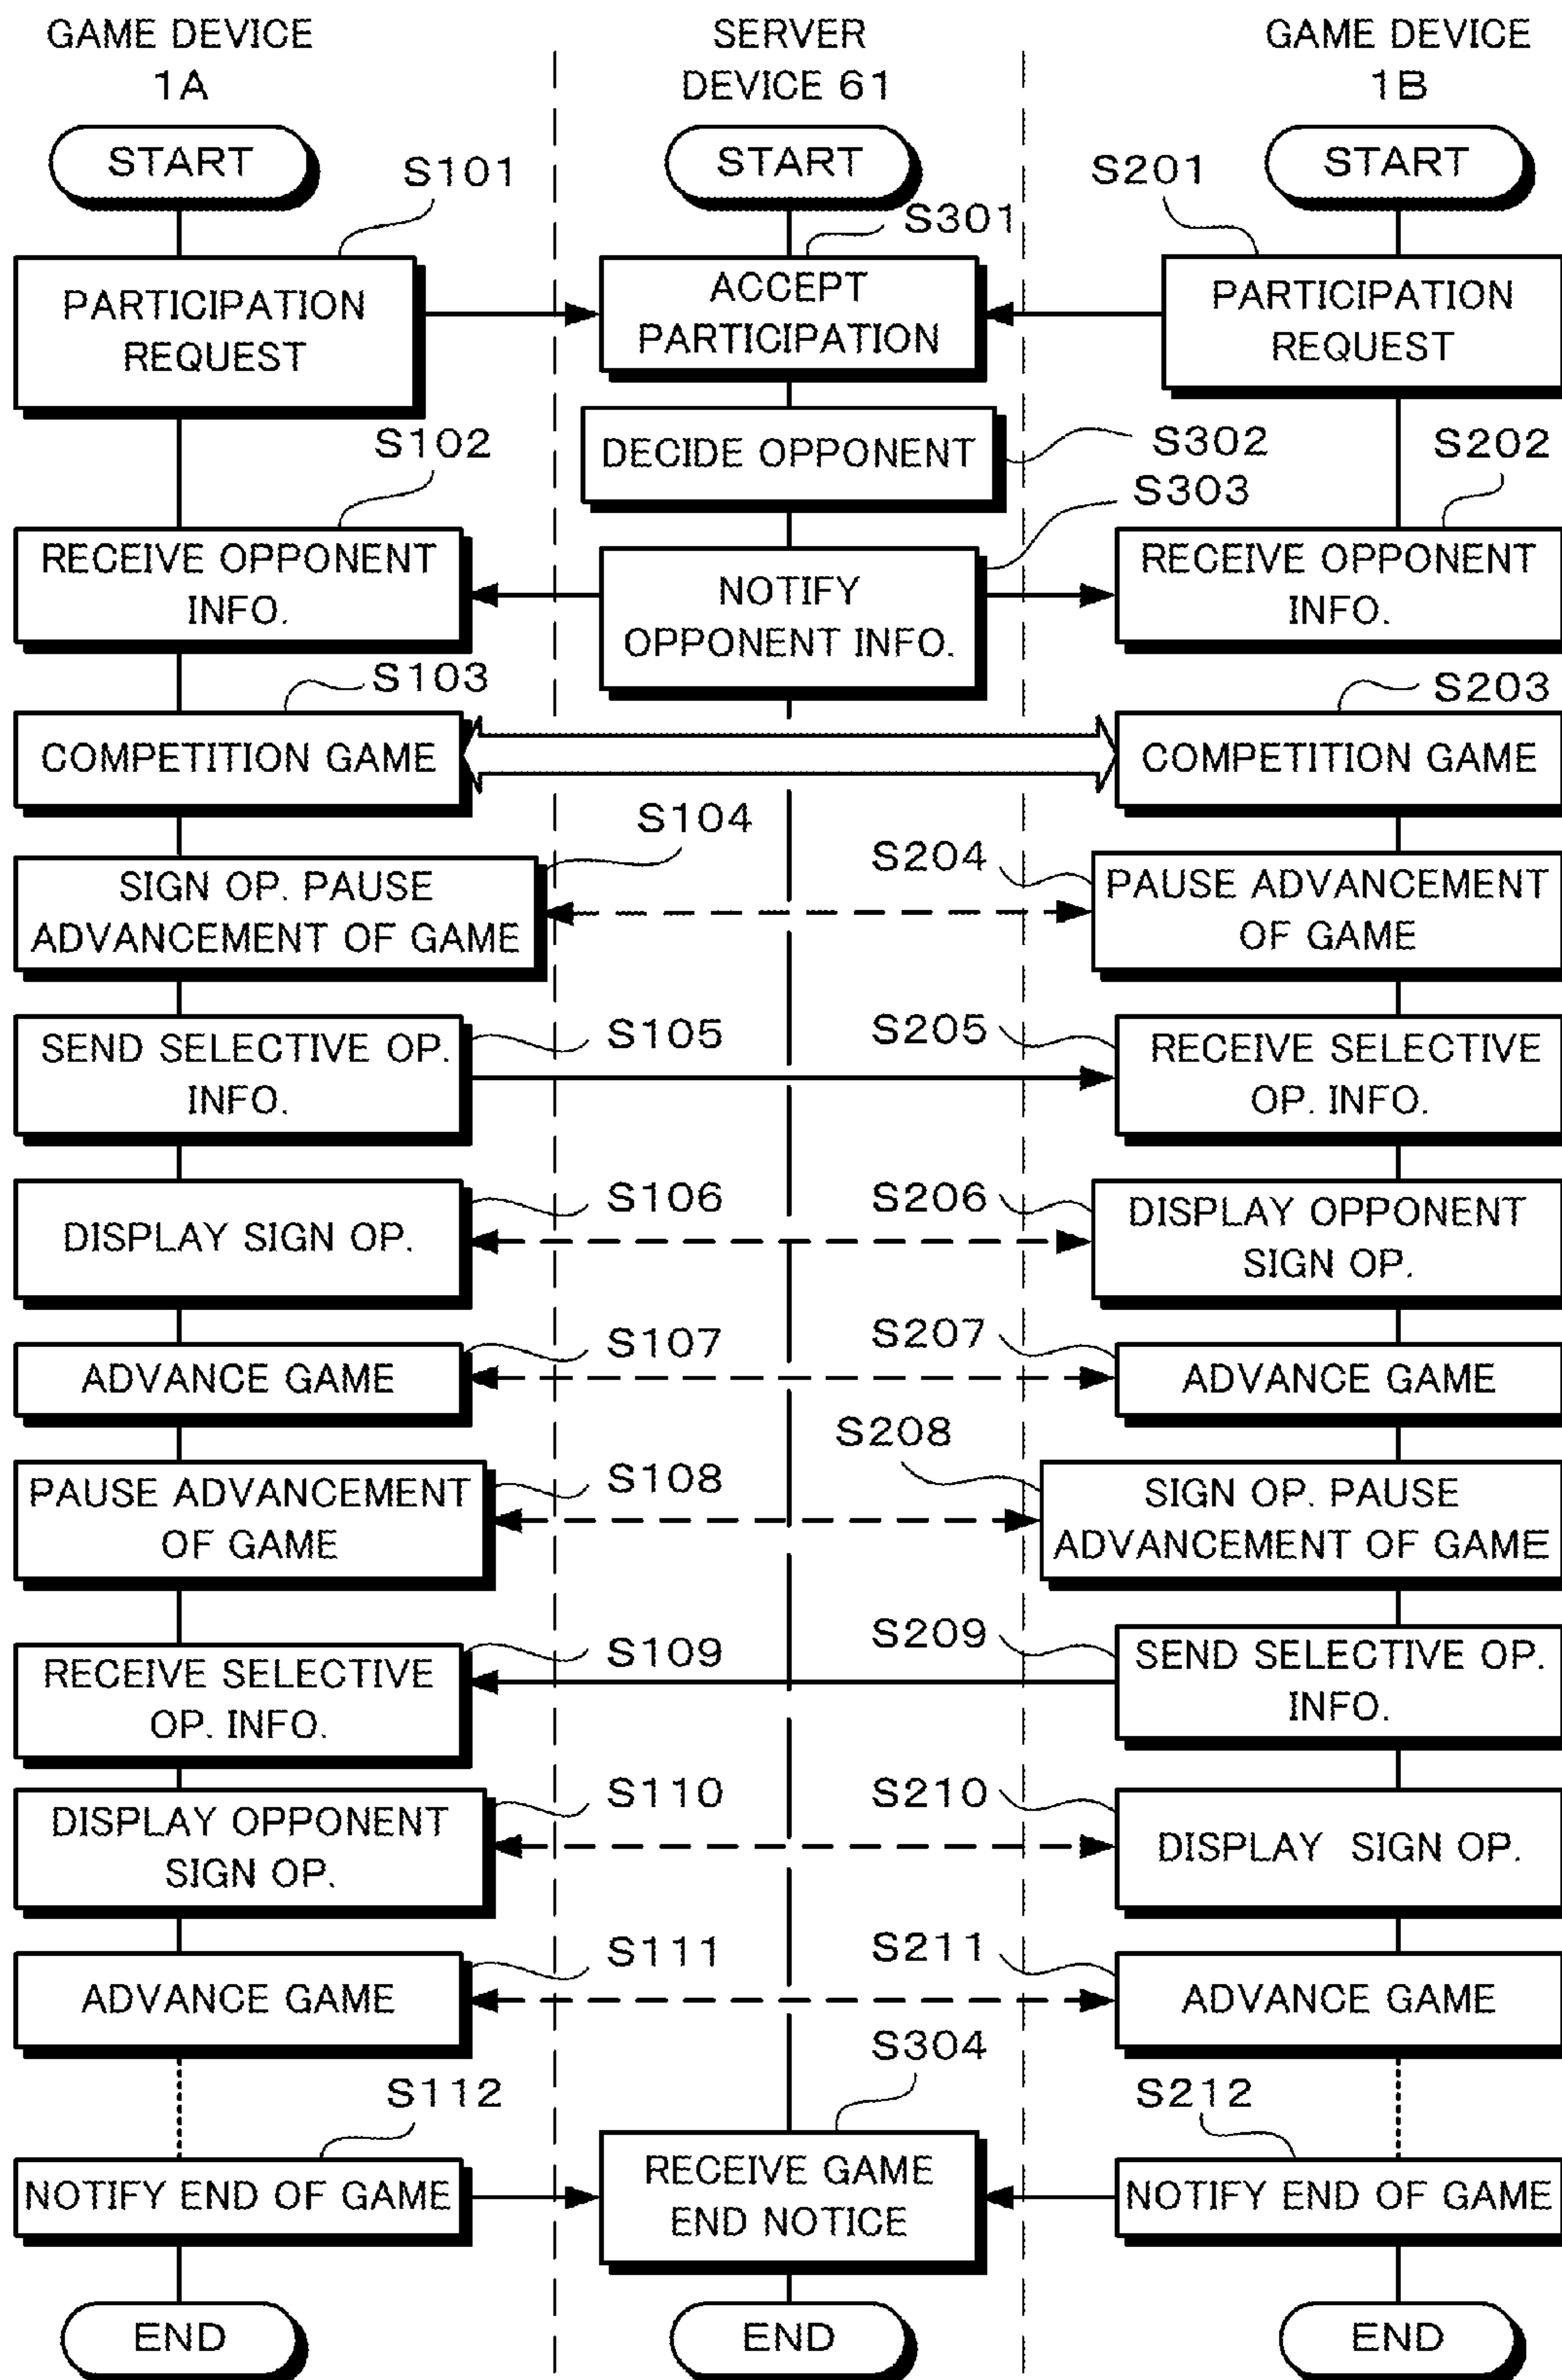 GAME DEVICE
1A
SERVER
DEVICE 61
GAME DEVICE
1B
START
START
START
S101
S301
S201
PARTICIPATION
REQUEST
ACCEPT
PARTICIPATION
PARTICIPATION
REQUEST
S102
DECIDE OPPONENT
S302
S202
S303
RECEIVE OPPONENT
INFO.
NOTIFY
OPPONENT INFO.
RECEIVE OPPONENT
INFO.
S103
S203
COMPETITION GAME
COMPETITION GAME
S104
S204
SIGN OP. PAUSE
ADVANCEMENT OF GAME
PAUSE ADVANCEMENT
OF GAME
S105
S205
SEND SELECTIVE OP.
INFO.
RECEIVE SELECTIVE
OP. INFO.
S106
S206
DISPLAY SIGN OP.
DISPLAY OPPONENT
SIGN OP.
S107
S207
ADVANCE GAME
ADVANCE GAME
S208
S108
PAUSE ADVANCEMENT
OF GAME
SIGN OP. PAUSE
ADVANCEMENT OF GAME
S109
S209
RECEIVE SELECTIVE
OP. INFO.
SEND SELECTIVE OP.
INFO.
S110
S210
DISPLAY OPPONENT
SIGN OP.
DISPLAY SIGN OP.
S111
S211
ADVANCE GAME
ADVANCE GAME
S304
S112
S212
NOTIFY END OF GAME
RECEIVE GAME
END NOTICE
NOTIFY END OF GAME
END
END
END